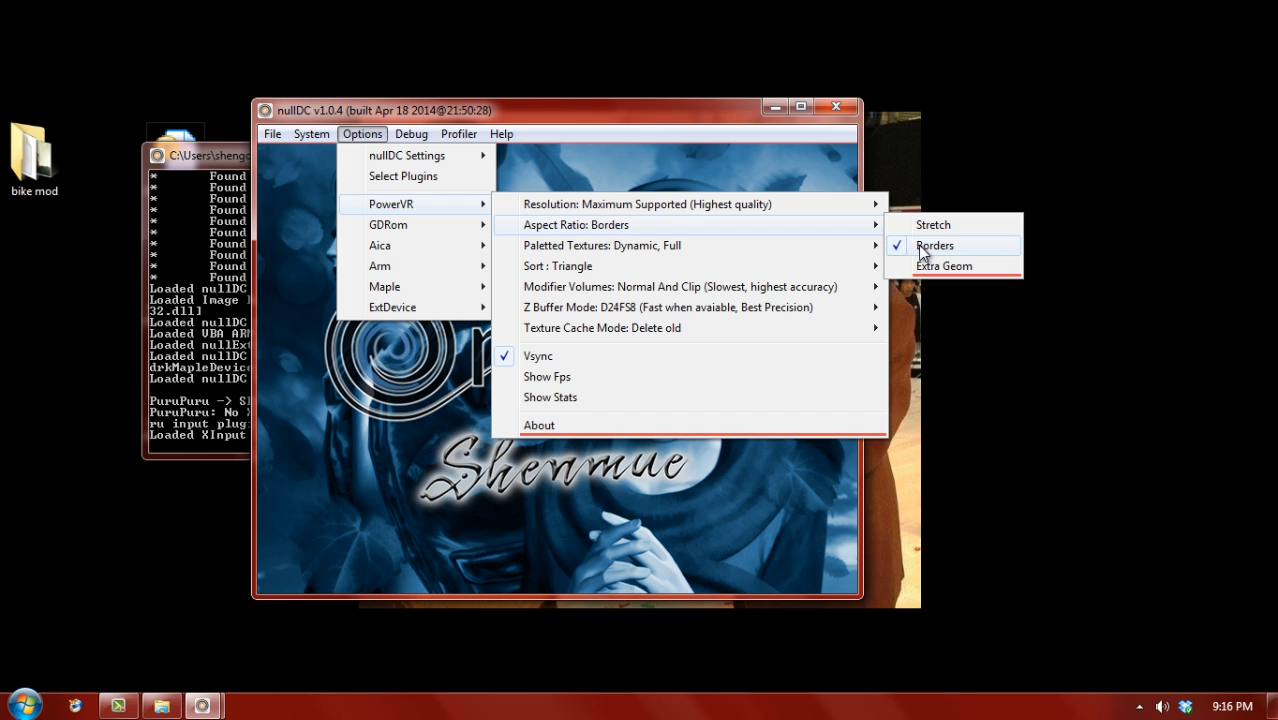 bike mod
C:\Users\shengo
* Found
* Found
* Found
* Found
* Found
* Found
* Found
* Found
* Found
* Found
Loaded nullDC
Loaded Image
32.dll]
Loaded nullDC
Loaded VBA ARM
Loaded nullExt
Loaded nullDC
drkMapleDevice
Loaded nullDC
PuruPuru -> S
PuruPuru: No
ru input plug
Loaded XInput
nullDC v1.0.4 (built Apr 18 2014@21:50:28)
File System Options Debug Profiler Help
nullDC Settings
Select Plugins
PowerVR
GDRom
Aica
Arm
Maple
ExtDevice
Resolution: Maximum Supported (Highest quality)
Aspect Ratio: Borders
Paletted Textures: Dynamic, Full
Sort : Triangle
Modifier Volumes: Normal And Clip (Slowest, highest accuracy)
Z Buffer Mode: D24FS8 (Fast when avaiable, Best Precision)
Texture Cache Mode: Delete old
Vsync
Show Fps
Show Stats
About
Stretch
Borders
Extra Geom
Shenmue
9:16 PM